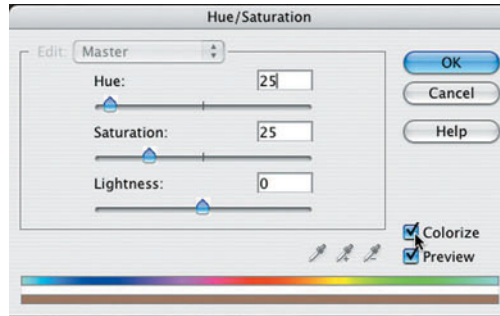 Hue/Saturation
Edit: Master
OK
Hue: 25
Cancel
Saturation: 25
Help
Lightness: 0
Colorize
Preview